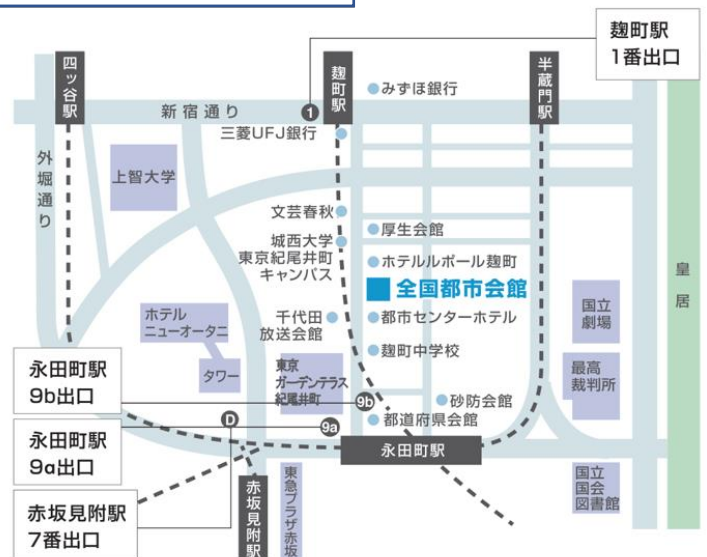 麹町駅
1番出口
四ッ谷駅
麹町駅
半蔵門駅
みずほ銀行
新宿通り
1
三菱UFJ銀行
外堀通り
上智大学
文芸春秋
厚生会館
城西大学
東京紀尾井町
キャンパス
ホテルルポール麹町
全国都市会館
皇居
ホテル
ニューオータニ
千代田
放送会館
都市センターホテル
国立
劇場
タワー
東京
ガーデンテラス
紀尾井町
麹町中学校
最高
裁判所
永田町駅
9b出口
9b
砂防会館
D
9a
都道府県会館
永田町駅
9a出口
永田町駅
赤坂見附駅
7番出口
赤坂見附駅
東急プラザ赤坂
国立
国会
図書館